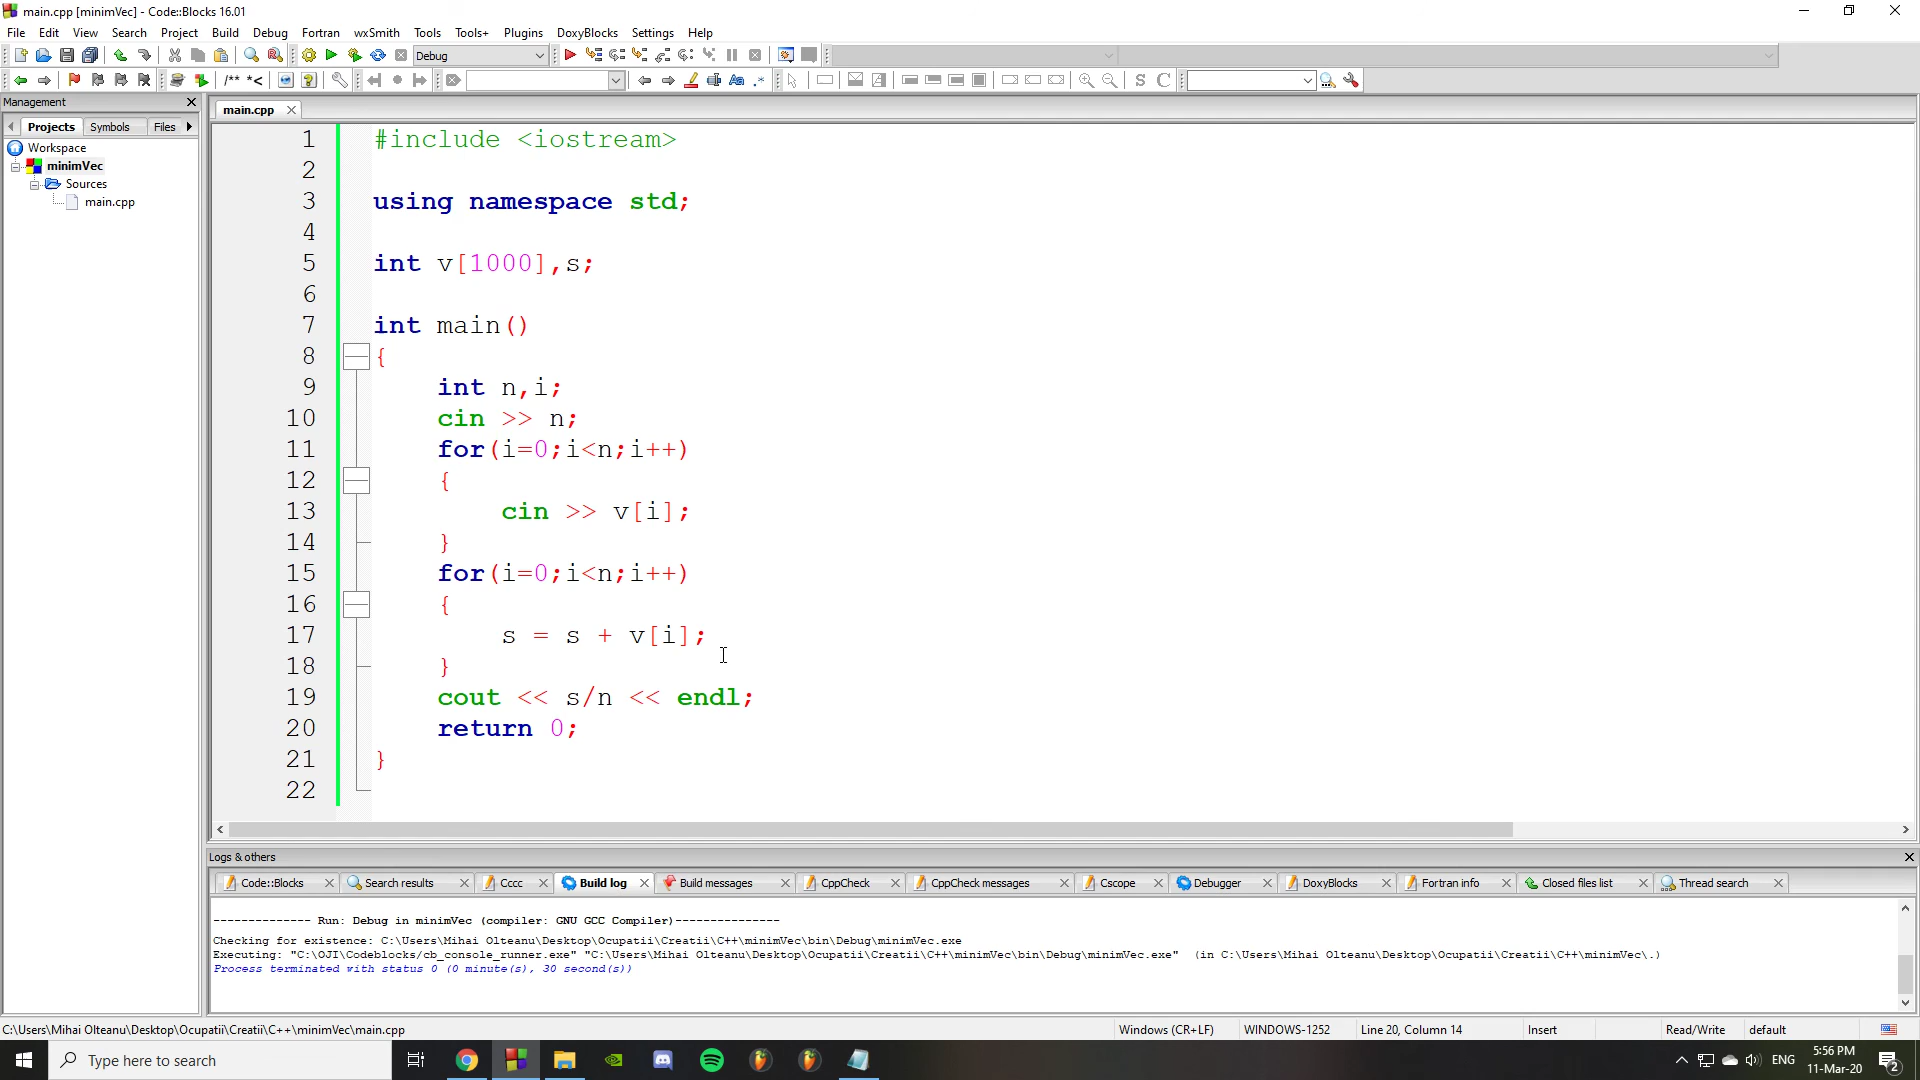 main.cpp [minimVec] - Code::Blocks 16.01
File Edit View Search Project Build Debug Fortran wxSmith Tools Tools+ Plugins DoxyBlocks Settings Help
Debug
/** *< Aa .* S C
Management
main.cpp
Projects Symbols Files
Workspace
minimVec
Sources
main.cpp
1 #include <iostream>
2
3 using namespace std;
4
5 int v[1000],s;
6
7 int main()
8 {
9 int n,i;
10 cin >> n;
11 for(i=0;i<n;i++)
12 {
13 cin >> v[i];
14 }
15 for(i=0;i<n;i++)
16 {
17 s = s + v[i];
18 }
19 cout << s/n << endl;
20 return 0;
21 }
22
Logs & others
Code::Blocks Search results Cccc Build log Build messages CppCheck CppCheck messages Cscope Debugger DoxyBlocks Fortran info Closed files list Thread search
-------------- Run: Debug in minimVec (compiler: GNU GCC Compiler)---------------
Checking for existence: C:\Users\Mihai Olteanu\Desktop\Ocupatii\Creatii\C++\minimVec\bin\Debug\minimVec.exe
Executing: "C:\OJI\Codeblocks/cb_console_runner.exe" "C:\Users\Mihai Olteanu\Desktop\Ocupatii\Creatii\C++\minimVec\bin\Debug\minimVec.exe" (in C:\Users\Mihai Olteanu\Desktop\Ocupatii\Creatii\C++\minimVec\.)
Process terminated with status 0 (0 minute(s), 30 second(s))
C:\Users\Mihai Olteanu\Desktop\Ocupatii\Creatii\C++\minimVec\main.cpp Windows (CR+LF) WINDOWS-1252 Line 20, Column 14 Insert Read/Write default
Type here to search
ENG
5:56 PM
11-Mar-20
2